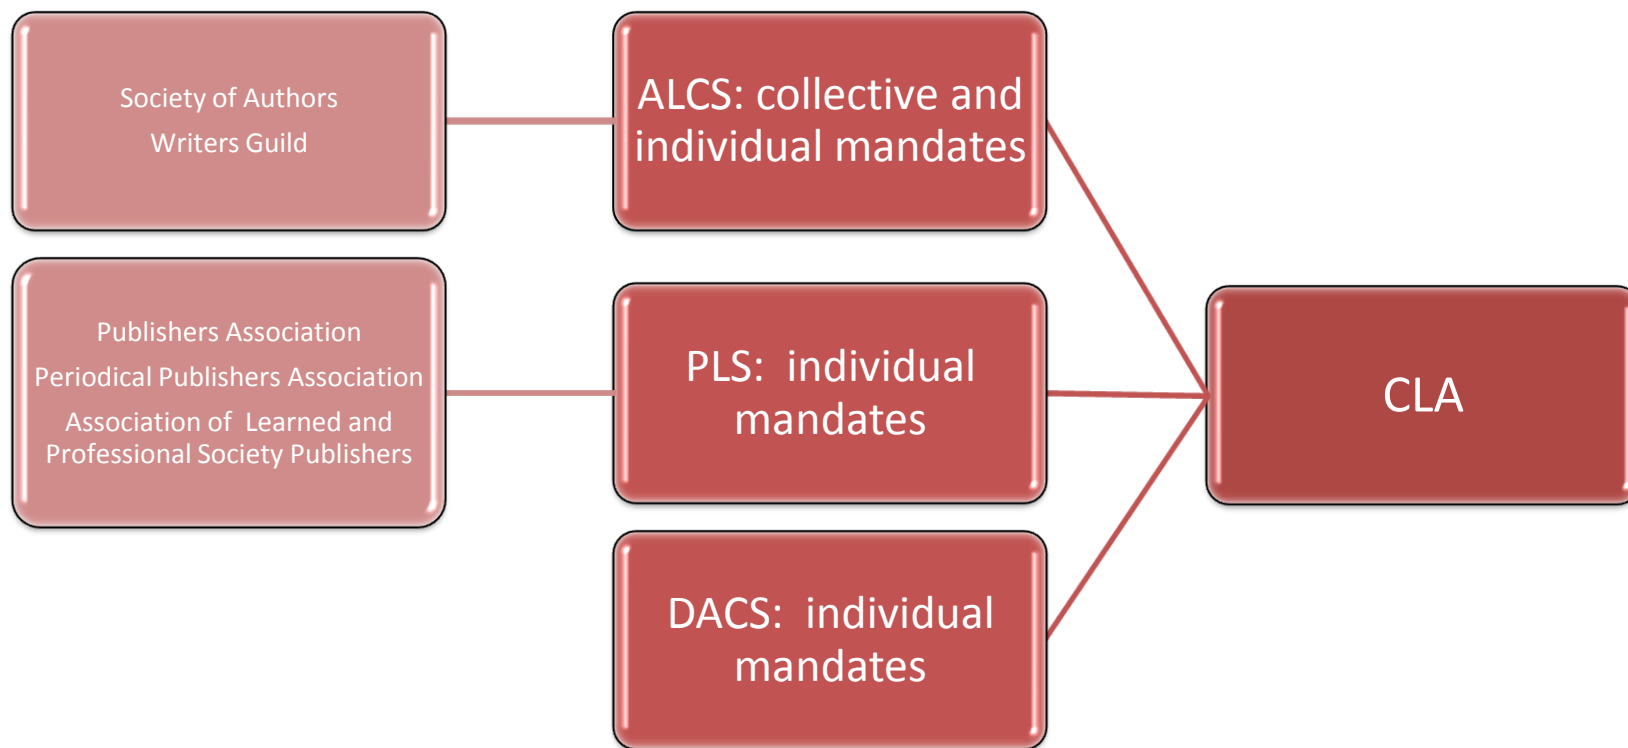 Society of Authors
Writers Guild
ALCS: collective and
individual mandates
Publishers Association
Periodical Publishers Association
Association of  Learned and
Professional Society Publishers
PLS:  individual
mandates
CLA
DACS:  individual
mandates